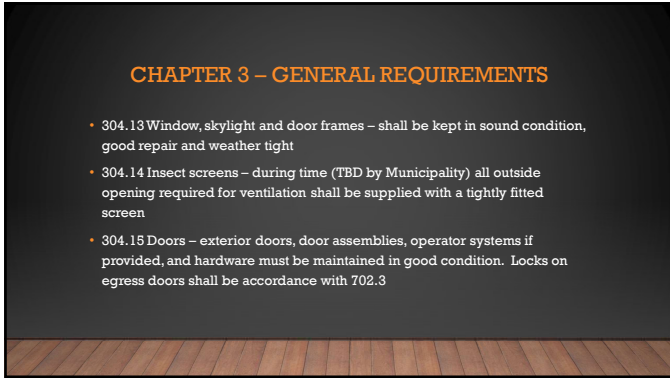 CHAPTER 3 – GENERAL REQUIREMENTS
• 304.13 Window, skylight and door frames – shall be kept in sound condition,
good repair and weather tight
• 304.14 Insect screens – during time (TBD by Municipality) all outside
opening required for ventilation shall be supplied with a tightly fitted
screen
• 304.15 Doors – exterior doors, door assemblies, operator systems if
provided, and hardware must be maintained in good condition. Locks on
egress doors shall be accordance with 702.3